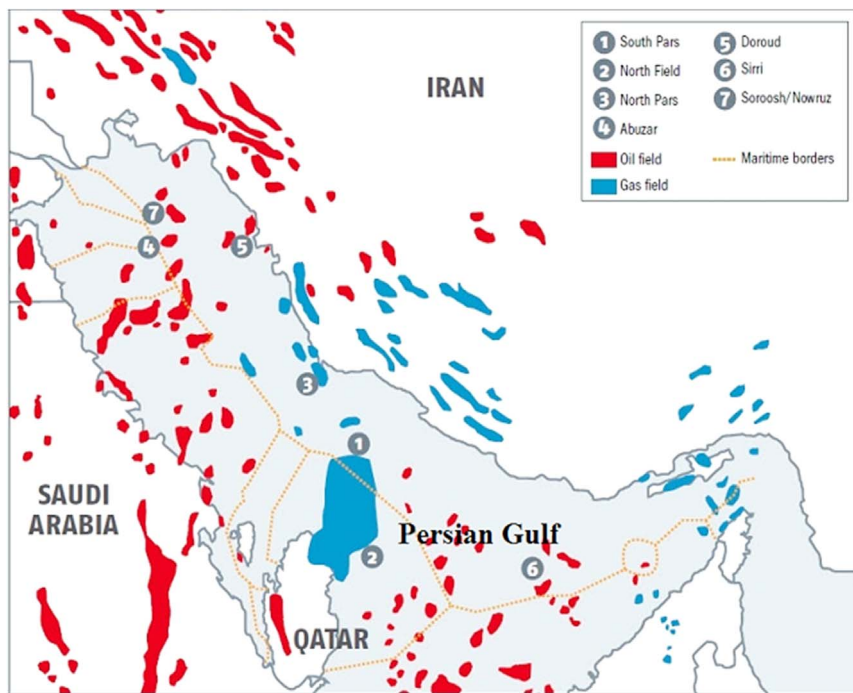 1 South Pars
2 North Field
3 North Pars
4 Abuzar
5 Doroud
6 Sirri
7 Soroosh/Nowruz
Oil field
Gas field
Maritime borders
IRAN
7
4
5
3
1
SAUDI
ARABIA
Persian Gulf
2
6
QATAR